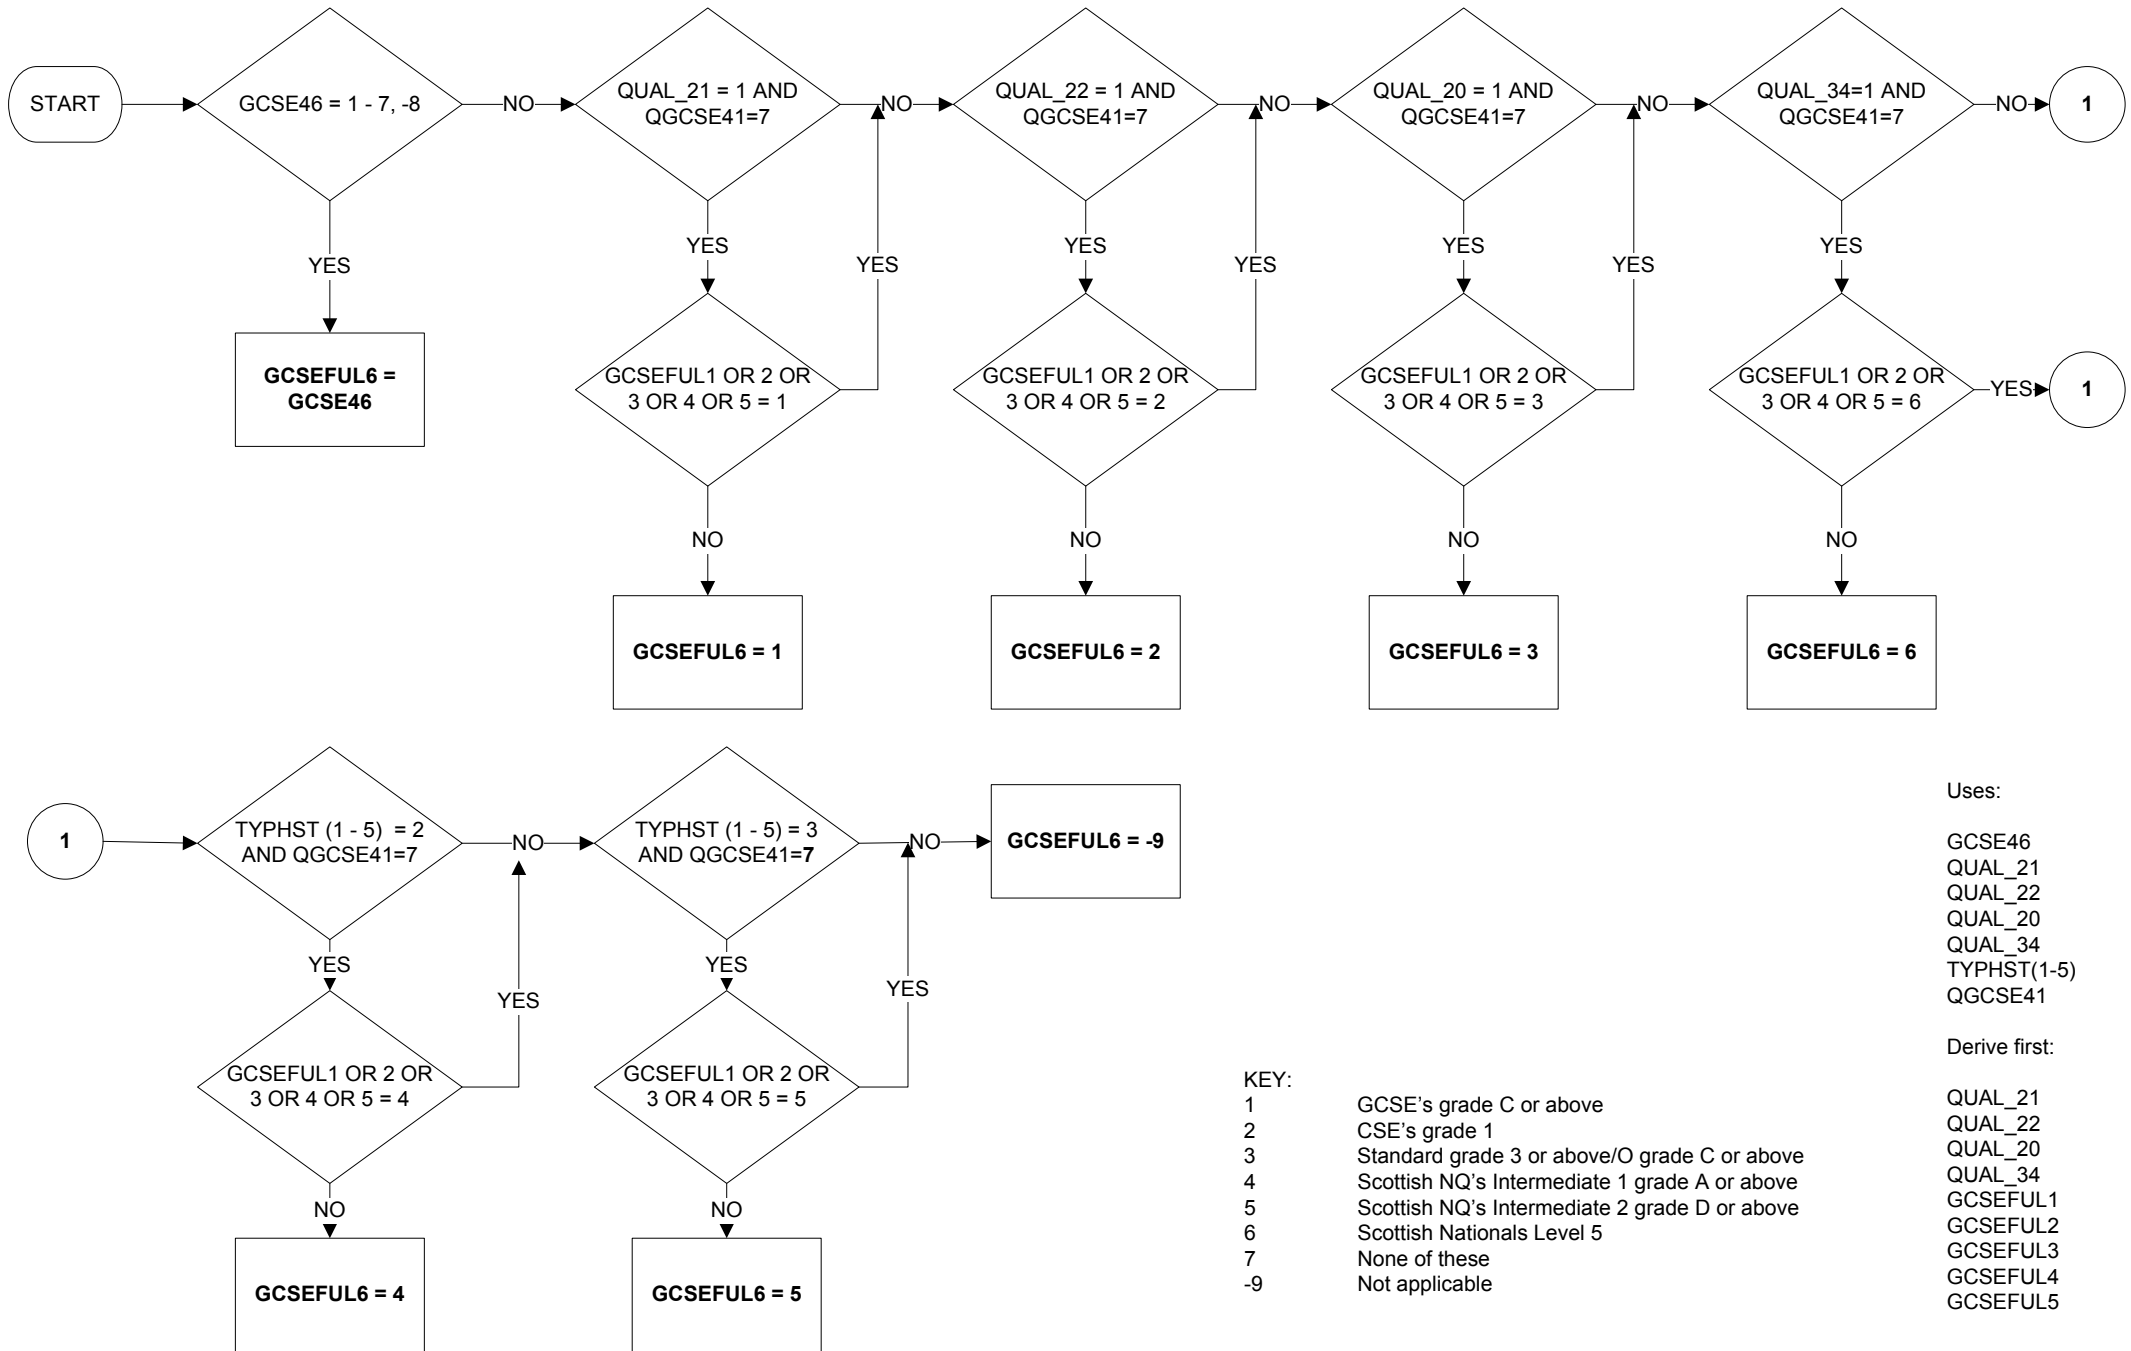 START
GCSE46 = 1 - 7, -8
NO
QUAL_21 = 1 AND
QGCSE41=7
NO
QUAL_22 = 1 AND
QGCSE41=7
NO
QUAL_20 = 1 AND
QGCSE41=7
NO
QUAL_34=1 AND
QGCSE41=7
NO
1
YES
YES
YES
YES
YES
YES
YES
YES
GCSEFUL6 =
GCSE46
GCSEFUL1 OR 2 OR
3 OR 4 OR 5 = 1
GCSEFUL1 OR 2 OR
3 OR 4 OR 5 = 2
GCSEFUL1 OR 2 OR
3 OR 4 OR 5 = 3
GCSEFUL1 OR 2 OR
3 OR 4 OR 5 = 6
YES
1
NO
NO
NO
NO
GCSEFUL6 = 1
GCSEFUL6 = 2
GCSEFUL6 = 3
GCSEFUL6 = 6
1
TYPHST (1 - 5)  = 2
AND QGCSE41=7
NO
TYPHST (1 - 5) = 3
AND QGCSE41=7
NO
GCSEFUL6 = -9
YES
YES
YES
YES
GCSEFUL1 OR 2 OR
3 OR 4 OR 5 = 4
GCSEFUL1 OR 2 OR
3 OR 4 OR 5 = 5
NO
NO
GCSEFUL6 = 4
GCSEFUL6 = 5
KEY:
1 GCSE's grade C or above
2 CSE's grade 1
3 Standard grade 3 or above/O grade C or above
4 Scottish NQ's Intermediate 1 grade A or above
5 Scottish NQ's Intermediate 2 grade D or above
6 Scottish Nationals Level 5
7 None of these
-9 Not applicable
Uses:
GCSE46
QUAL_21
QUAL_22
QUAL_20
QUAL_34
TYPHST(1-5)
QGCSE41
Derive first:
QUAL_21
QUAL_22
QUAL_20
QUAL_34
GCSEFUL1
GCSEFUL2
GCSEFUL3
GCSEFUL4
GCSEFUL5